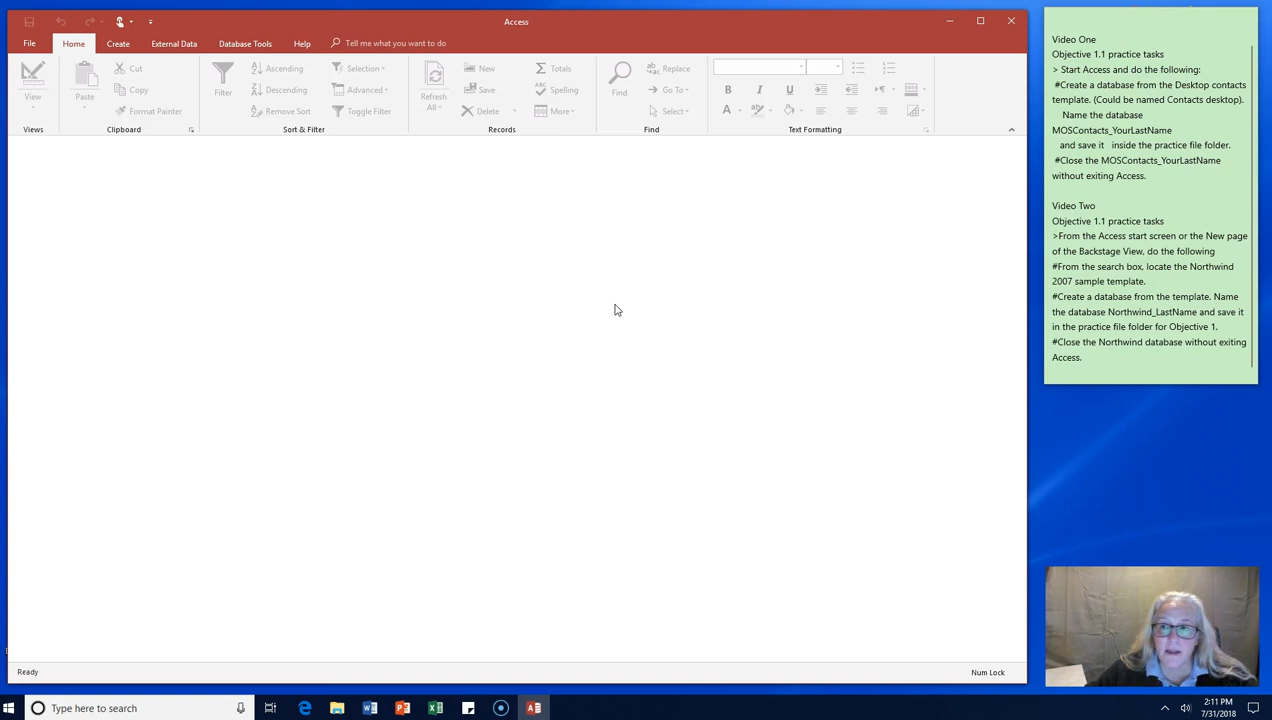 Access
File Home Create External Data Database Tools Help Tell me what you want to do
View
Views
Paste
Cut
Copy
Format Painter
Clipboard
Filter
Ascending
Descending
Remove Sort
Selection
Advanced
Toggle Filter
Sort & Filter
Refresh
All
New
Save
Delete
Totals
Spelling
More
Records
Find
Replace
Go To
Select
Find
B I U
A
Text Formatting
Ready
Num Lock
Video One
Objective 1.1 practice tasks
> Start Access and do the following:
#Create a database from the Desktop contacts
template. (Could be named Contacts desktop).
Name the database
MOSContacts_YourLastName
and save it inside the practice file folder.
#Close the MOSContacts_YourLastName
without exiting Access.
Video Two
Objective 1.1 practice tasks
>From the Access start screen or the New page
of the Backstage View, do the following
#From the search box, locate the Northwind
2007 sample template.
#Create a database from the template. Name
the database Northwind_LastName and save it
in the practice file folder for Objective 1.
#Close the Northwind database without exiting
Access.
Type here to search
2:11 PM
7/31/2018